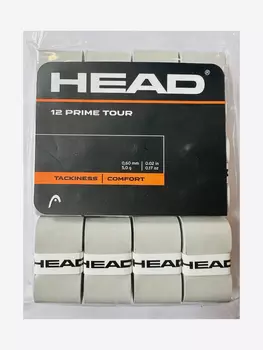 HEAD®
12 PRIME TOUR
0.60 mm | 0.02 in
5.0 g | 0.17 oz
TACKINESS | COMFORT
HEAD HEAD HEAD HEAD